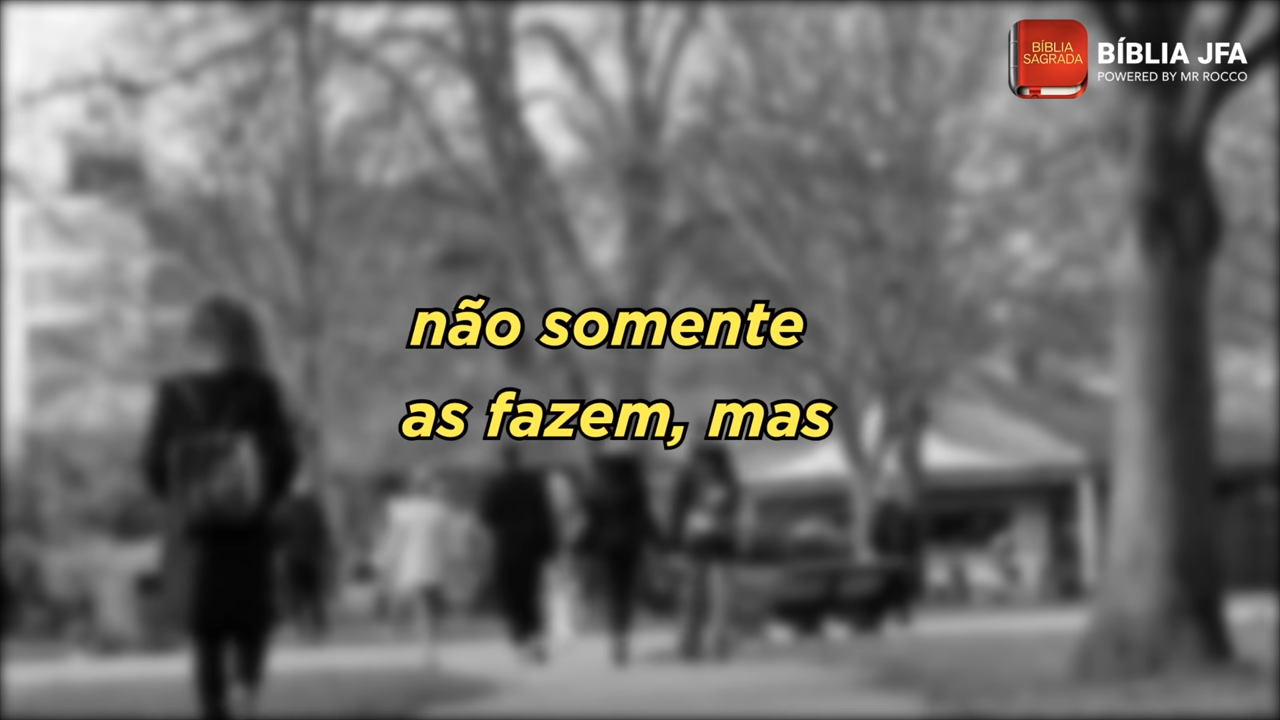 BÍBLIA
SAGRADA
BÍBLIA JFA
POWERED BY MR ROCCO
não somente
as fazem, mas